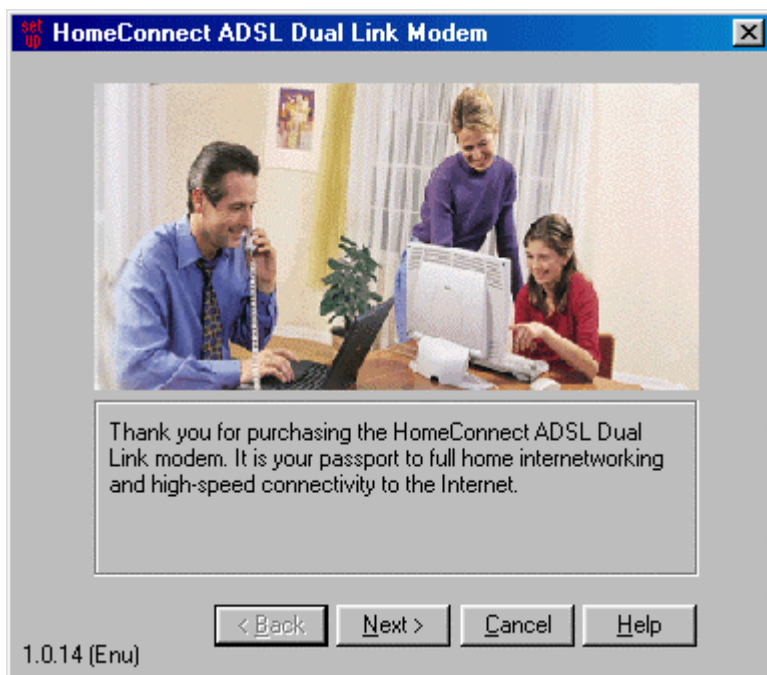 set up HomeConnect ADSL Dual Link Modem
Thank you for purchasing the HomeConnect ADSL Dual
Link modem. It is your passport to full home internetworking
and high-speed connectivity to the Internet.
< Back Next > Cancel Help
1.0.14 (Enu)